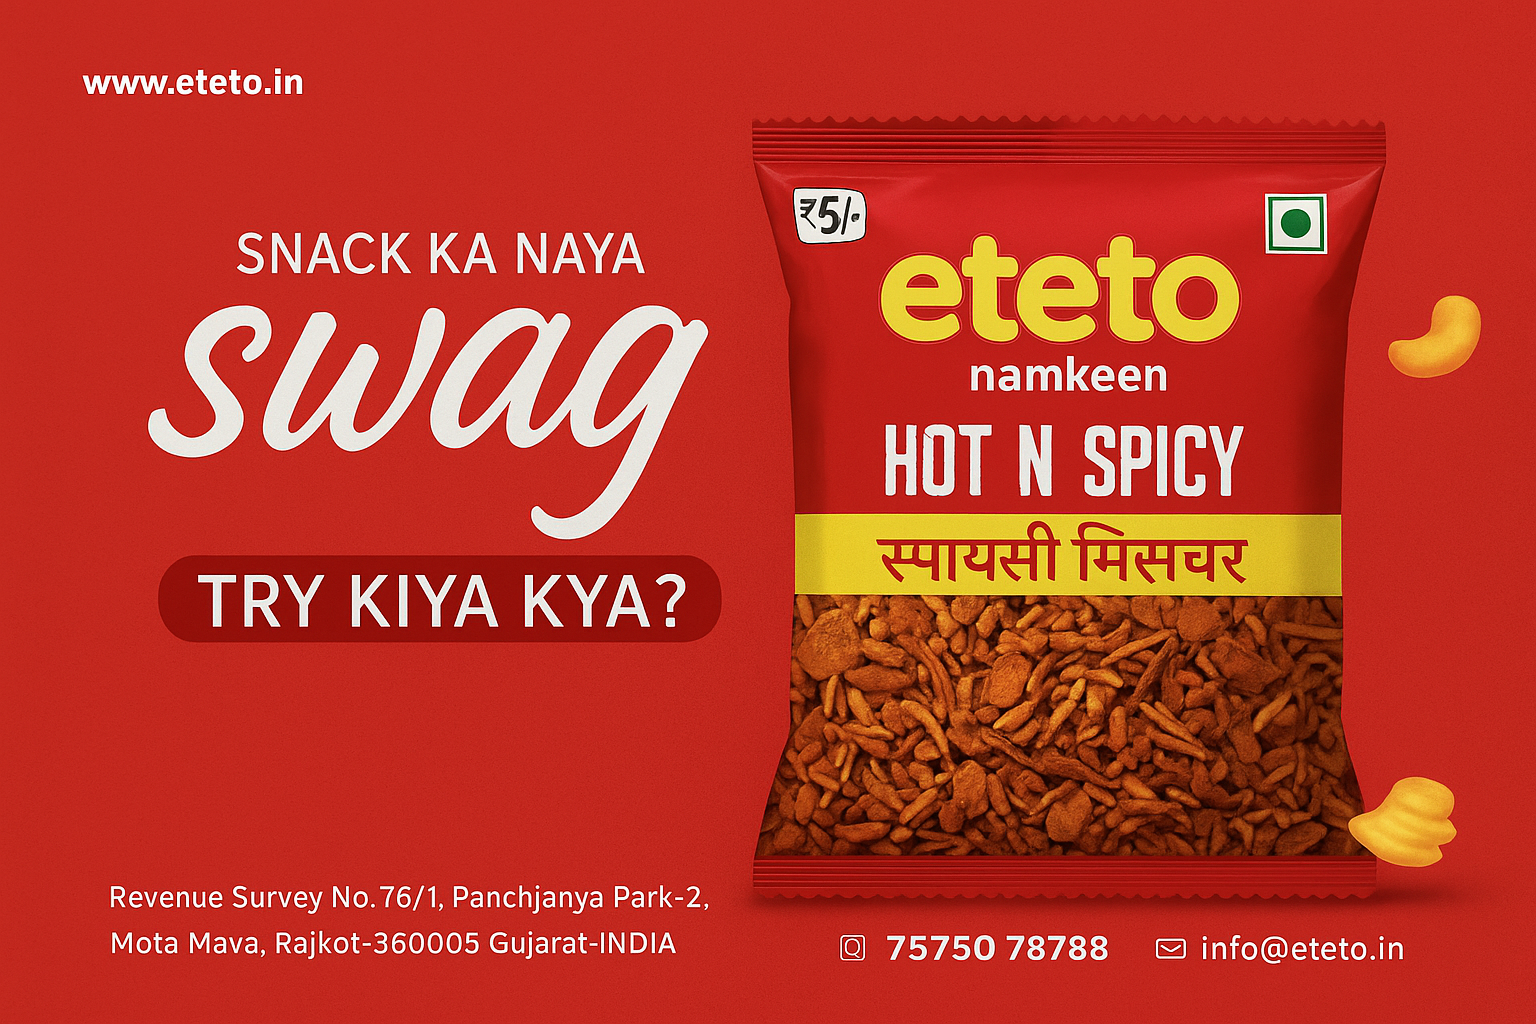 www.eteto.in
SNACK KA NAYA
swag
TRY KIYA KYA?
₹5/-
eteto
namkeen
HOT N SPICY
स्पायसी मिसचर
Revenue Survey No.76/1, Panchjanya Park-2,
Mota Mava, Rajkot-360005 Gujarat-INDIA
75750 78788
info@eteto.in